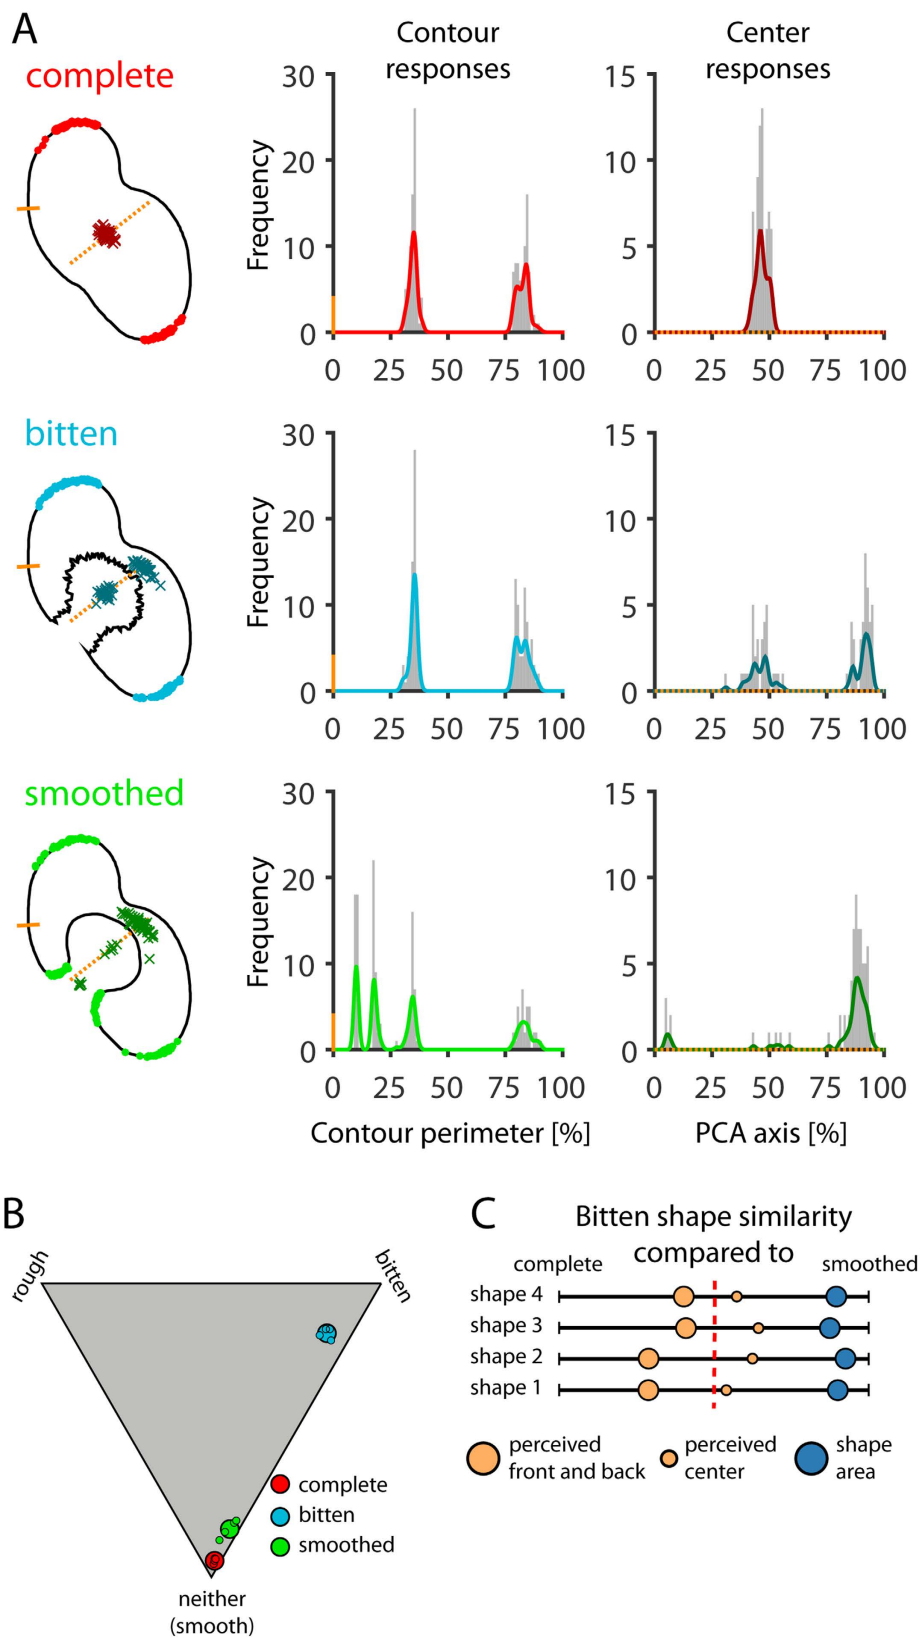 A
Contour
responses
Center
responses
complete
Frequency
30
20
10
0
0 25 50 75 100
15
10
5
0
0 25 50 75 100
bitten
Frequency
30
20
10
0
0 25 50 75 100
15
10
5
0
0 25 50 75 100
smoothed
Frequency
30
20
10
0
0 25 50 75 100
Contour perimeter [%]
15
10
5
0
0 25 50 75 100
PCA axis [%]
B
rough
bitten
neither
(smooth)
complete
bitten
smoothed
C
Bitten shape similarity
compared to
complete
smoothed
shape 4
shape 3
shape 2
shape 1
perceived
front and back
perceived
center
shape
area